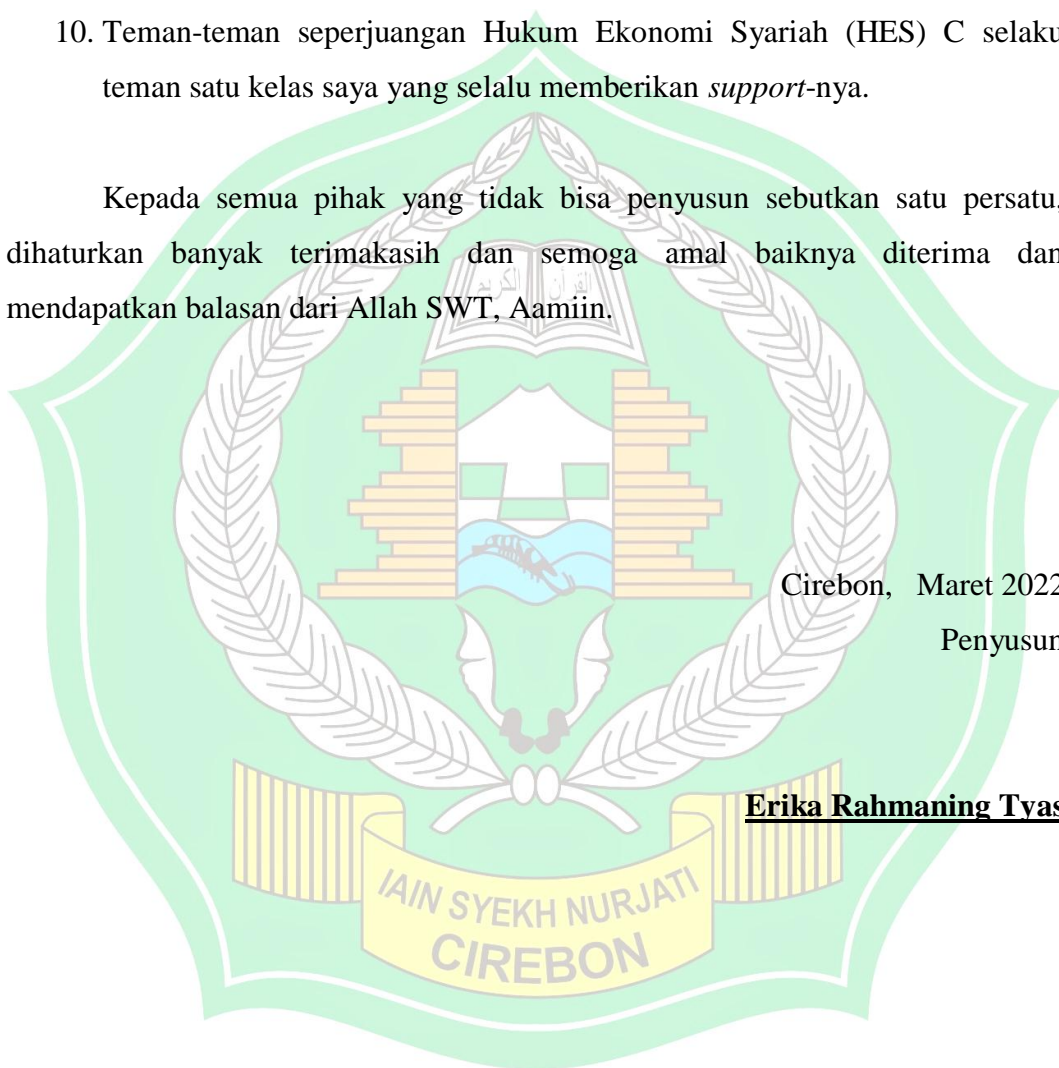 10. Teman-teman seperjuangan Hukum Ekonomi Syariah (HES) C selaku
teman satu kelas saya yang selalu memberikan support-nya.
Kepada semua pihak yang tidak bisa penyusun sebutkan satu persatu,
dihaturkan banyak terimakasih dan semoga amal baiknya diterima dan
mendapatkan balasan dari Allah SWT, Aamiin.
القرآن الكريم
Cirebon, Maret 2022
Penyusun
Erika Rahmaning Tyas
IAIN SYEKH NURJATI
CIREBON